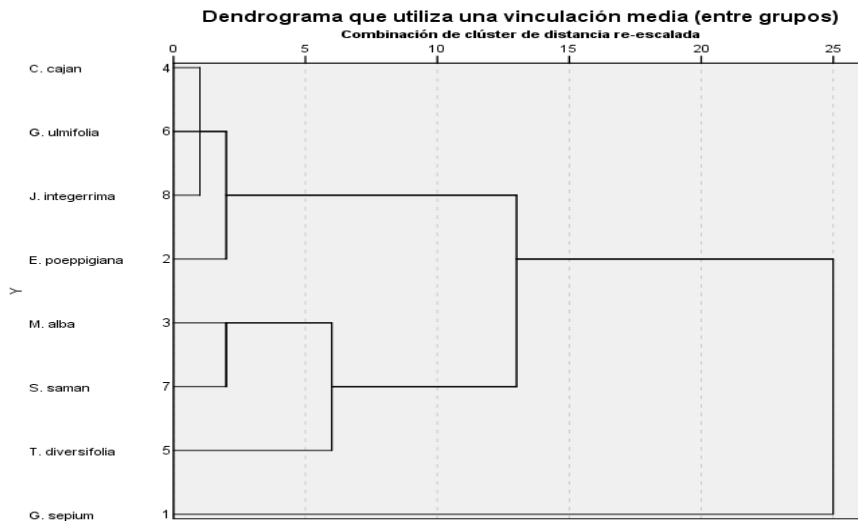 Dendrograma que utiliza una vinculación media (entre grupos)
Combinación de clúster de distancia re-escalada
0 5 10 15 20 25
C. cajan 4
G. ulmifolia 6
J. integerrima 8
E. poeppigiana 2
Y
M. alba 3
S. saman 7
T. diversifolia 5
G. sepium 1